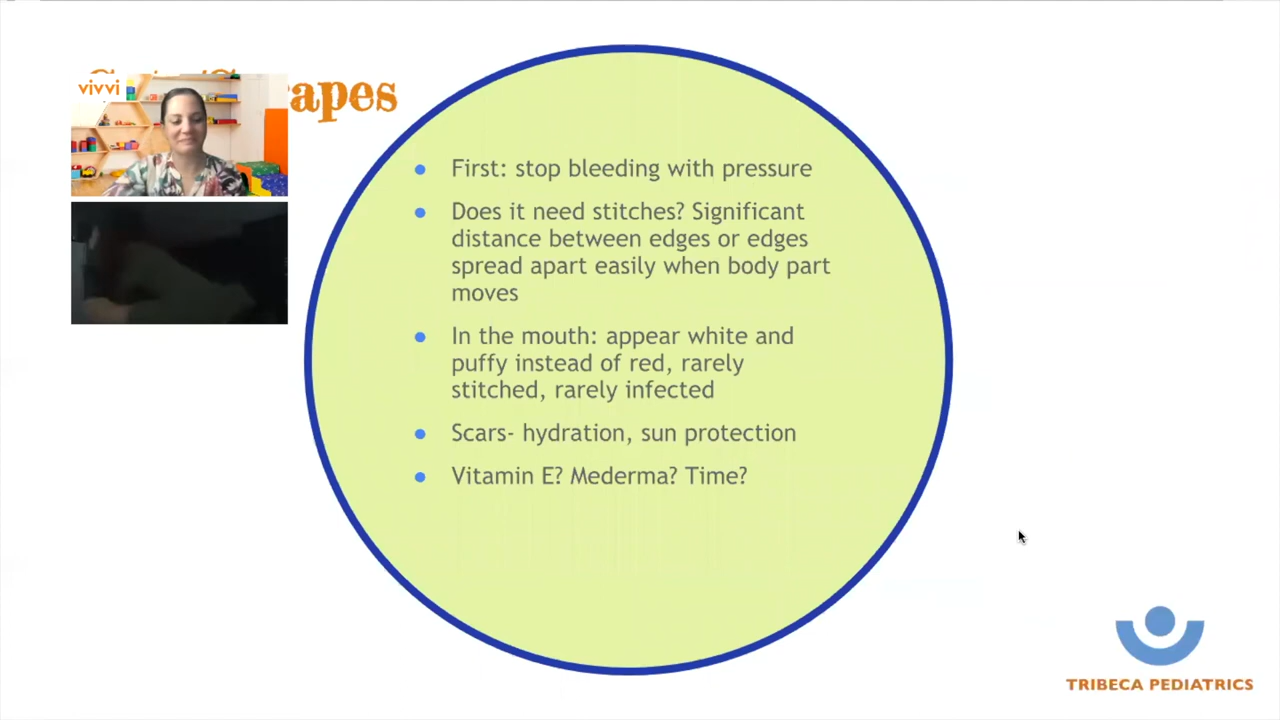 vivvi
apes
First: stop bleeding with pressure
Does it need stitches? Significant
distance between edges or edges
spread apart easily when body part
moves
In the mouth: appear white and
puffy instead of red, rarely
stitched, rarely infected
Scars- hydration, sun protection
Vitamin E? Mederma? Time?
TRIBECA PEDIATRICS